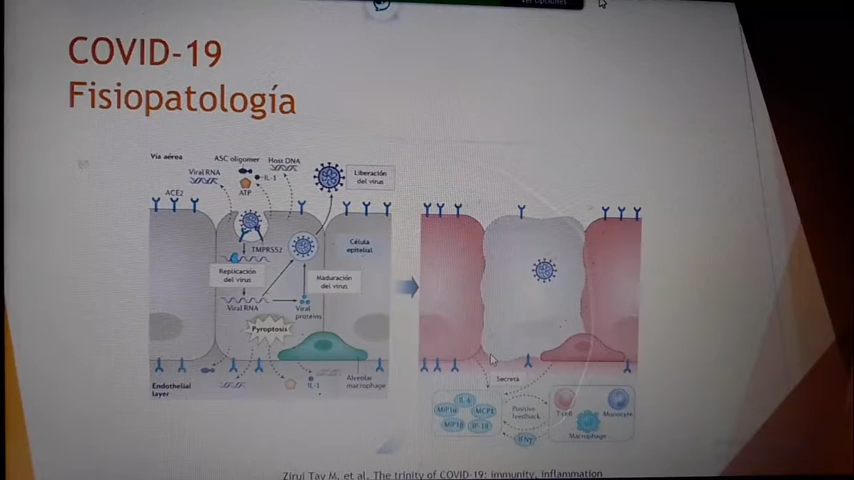 Ver opciones
COVID-19
Fisiopatología
Vía aérea
ASC oligomer
Host DNA
Viral RNA
IL-1
ATP
Liberación
del virus
ACE2
TMPRSS2
Célula
epitelial
Replicación
del virus
Maduración
del virus
Viral RNA
Viral
proteins
Pyroptosis
Endothelial
layer
IL-1
Alveolar
macrophage
Secreta
IL-6
MIP1α
MCP1
MIP1β
IP-10
Positive
feedback
IFNγ
T cell
Monocyte
Macrophage
Zirui Tay M, et al. The trinity of COVID-19: immunity, inflammation